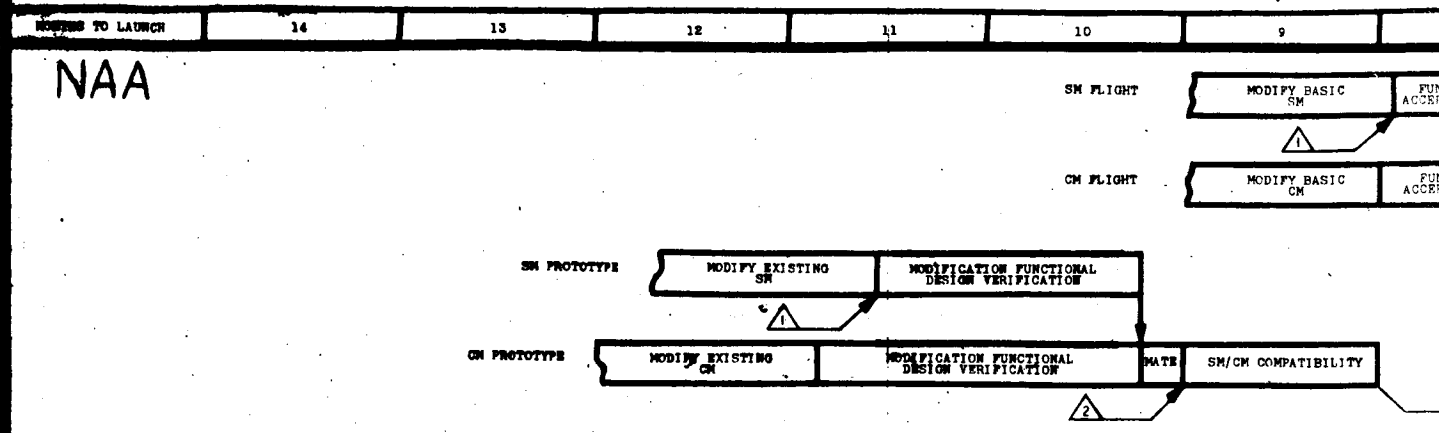 MONTHS TO LAUNCH 14 13 12 11 10 9
NAA
SM FLIGHT
MODIFY BASIC
SM
1
CM FLIGHT
MODIFY BASIC
CM
SM PROTOTYPE
MODIFY EXISTING
SM
MODIFICATION FUNCTIONAL
DESIGN VERIFICATION
1
CM PROTOTYPE
MODIFY EXISTING
CM
MODIFICATION FUNCTIONAL
DESIGN VERIFICATION
MATE
SM/CM COMPATIBILITY
2